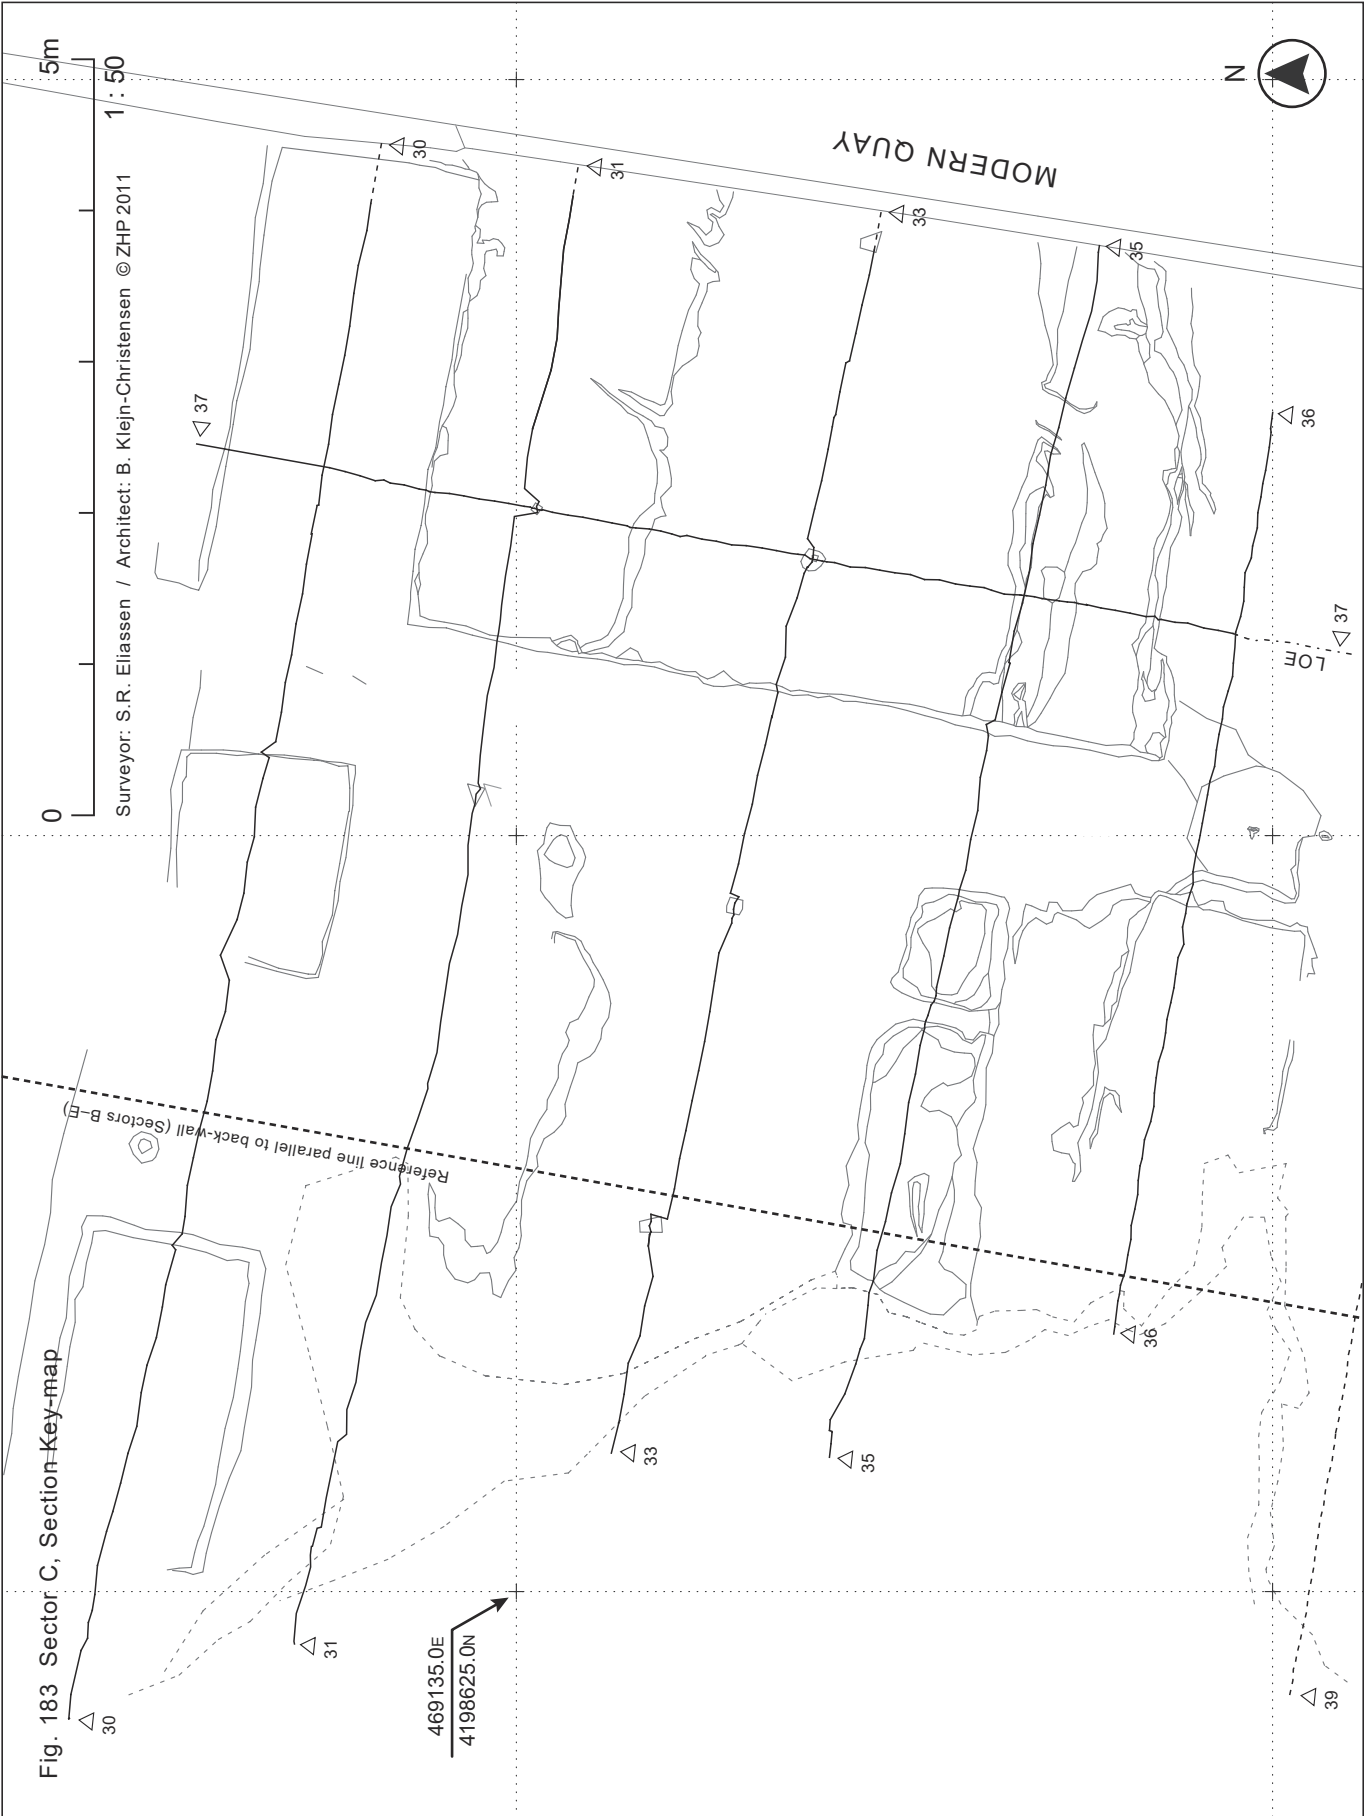 Fig. 183 Sector C, Section Key-map
0
5m
1 : 50
Surveyor: S.R. Eliassen / Architect: B. Klejn-Christensen © ZHP 2011
N
MODERN QUAY
Reference line parallel to back-wall (Sectors B–E)
LOE
469135.0E
4198625.0N
30
31
33
35
36
37
30
31
33
35
36
37
39